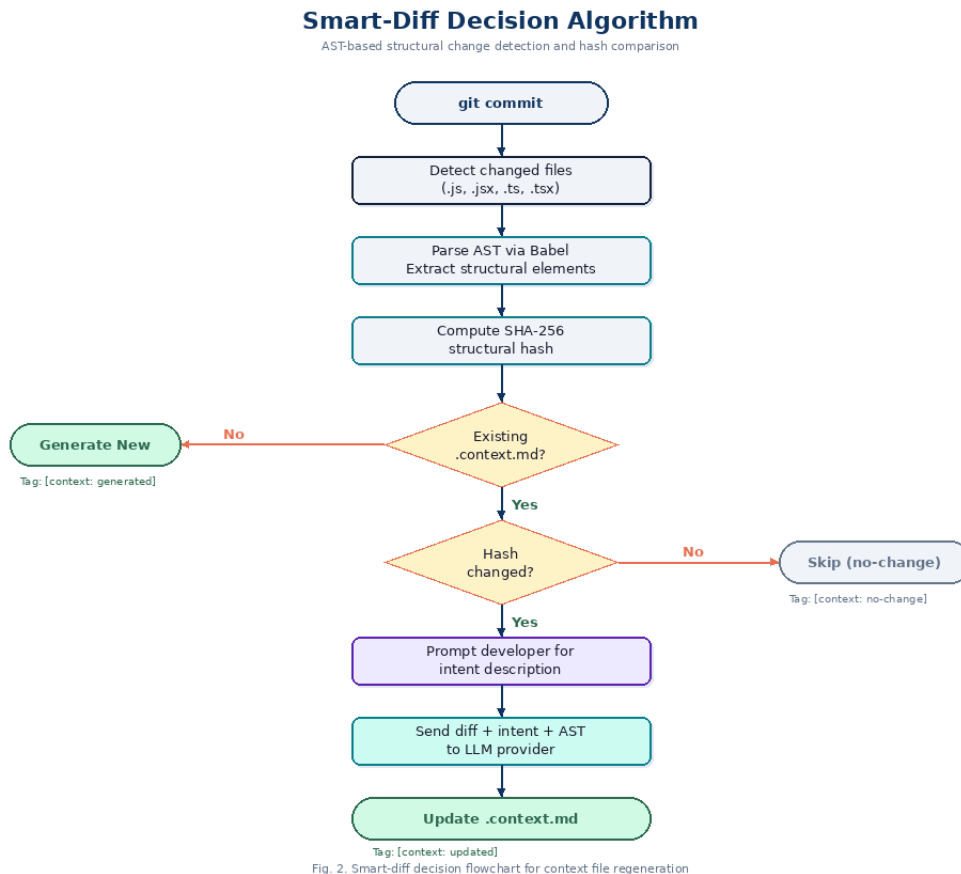 Smart-Diff Decision Algorithm
AST-based structural change detection and hash comparison
git commit
Detect changed files
(.js, .jsx, .ts, .tsx)
Parse AST via Babel
Extract structural elements
Compute SHA-256
structural hash
Existing
.context.md?
No
Generate New
Tag: [context: generated]
Yes
Hash
changed?
No
Skip (no-change)
Tag: [context: no-change]
Yes
Prompt developer for
intent description
Send diff + intent + AST
to LLM provider
Update .context.md
Tag: [context: updated]
Fig. 2. Smart-diff decision flowchart for context file regeneration